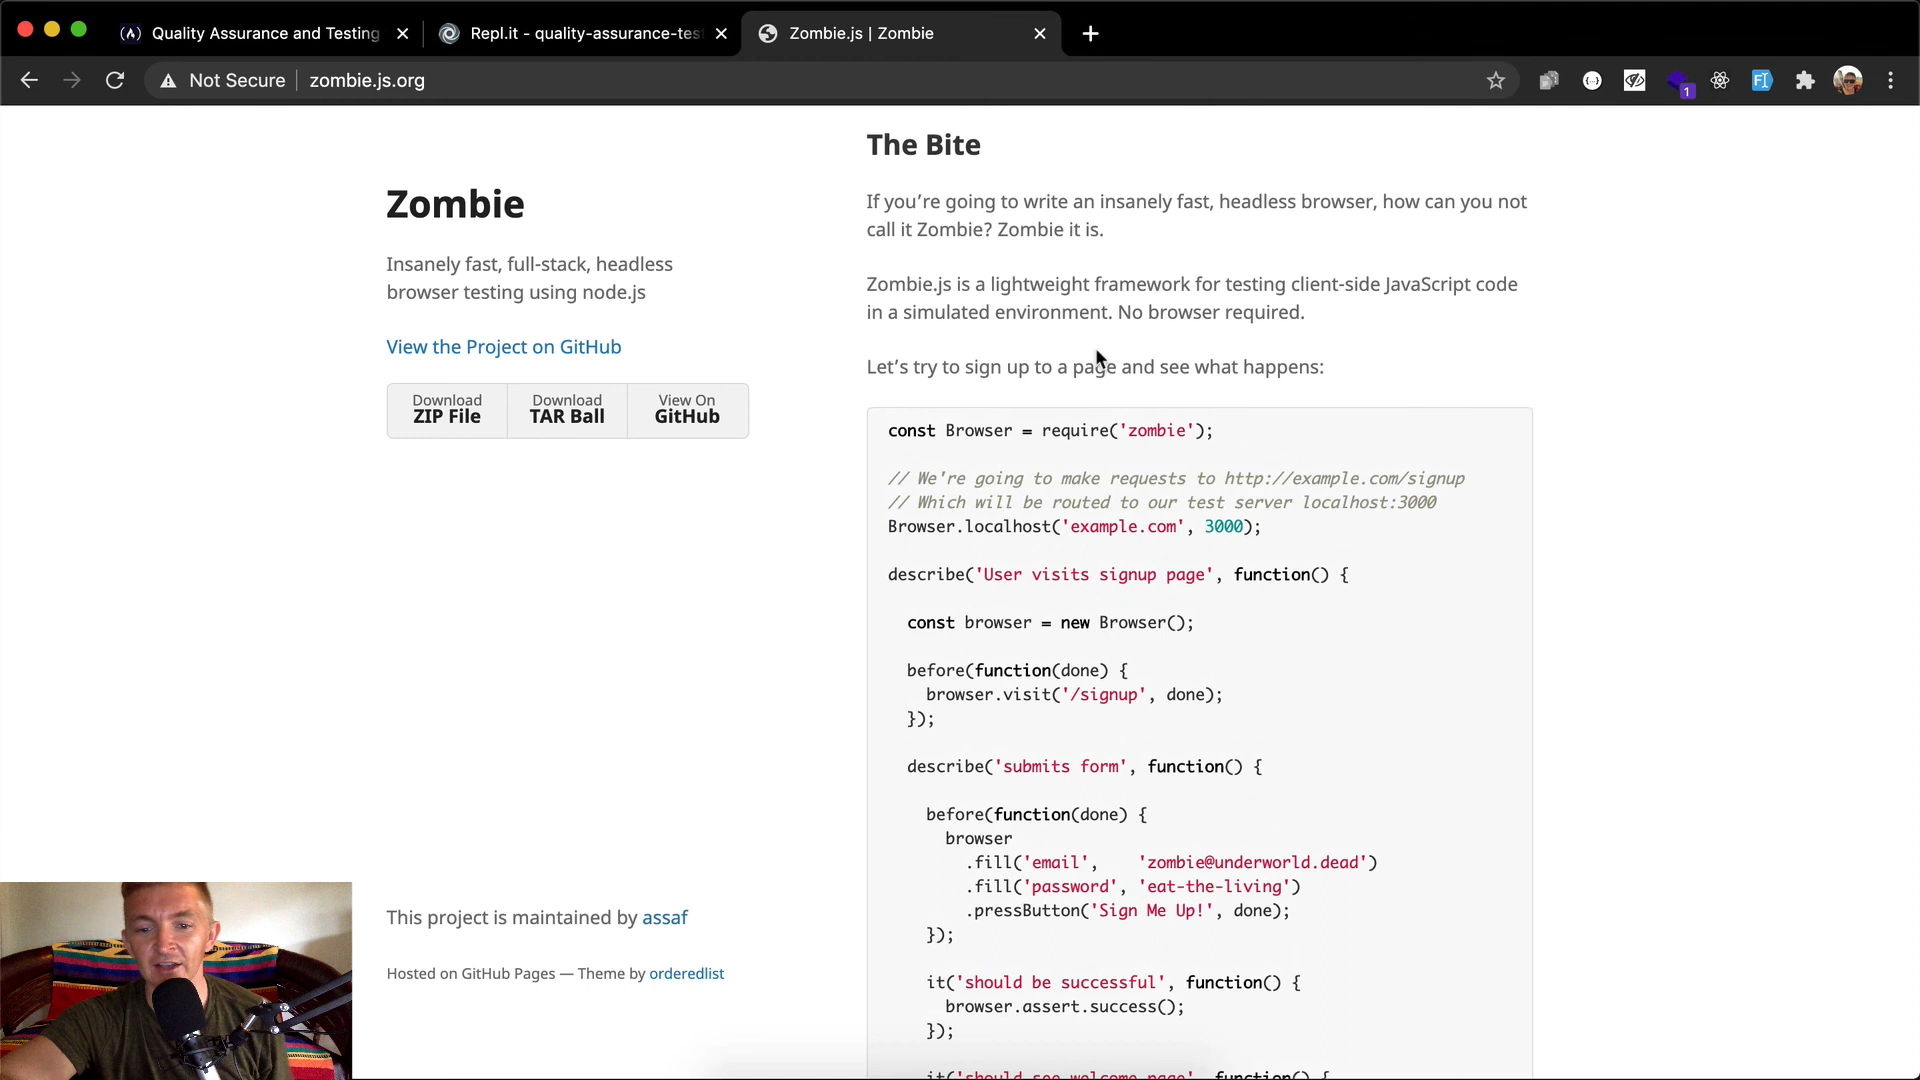 Quality Assurance and Testing
Repl.it - quality-assurance-tes
Zombie.js | Zombie
Not Secure
zombie.js.org
1
Zombie
Insanely fast, full-stack, headless
browser testing using node.js
View the Project on GitHub
Download
ZIP File
Download
TAR Ball
View On
GitHub
This project is maintained by assaf
Hosted on GitHub Pages — Theme by orderedlist
The Bite
If you’re going to write an insanely fast, headless browser, how can you not
call it Zombie? Zombie it is.
Zombie.js is a lightweight framework for testing client-side JavaScript code
in a simulated environment. No browser required.
Let’s try to sign up to a page and see what happens:
const Browser = require('zombie');
// We're going to make requests to http://example.com/signup
// Which will be routed to our test server localhost:3000
Browser.localhost('example.com', 3000);
describe('User visits signup page', function() {
const browser = new Browser();
before(function(done) {
browser.visit('/signup', done);
});
describe('submits form', function() {
before(function(done) {
browser
.fill('email', 'zombie@underworld.dead')
.fill('password', 'eat-the-living')
.pressButton('Sign Me Up!', done);
});
it('should be successful', function() {
browser.assert.success();
});
it('should see welcome page', function() {